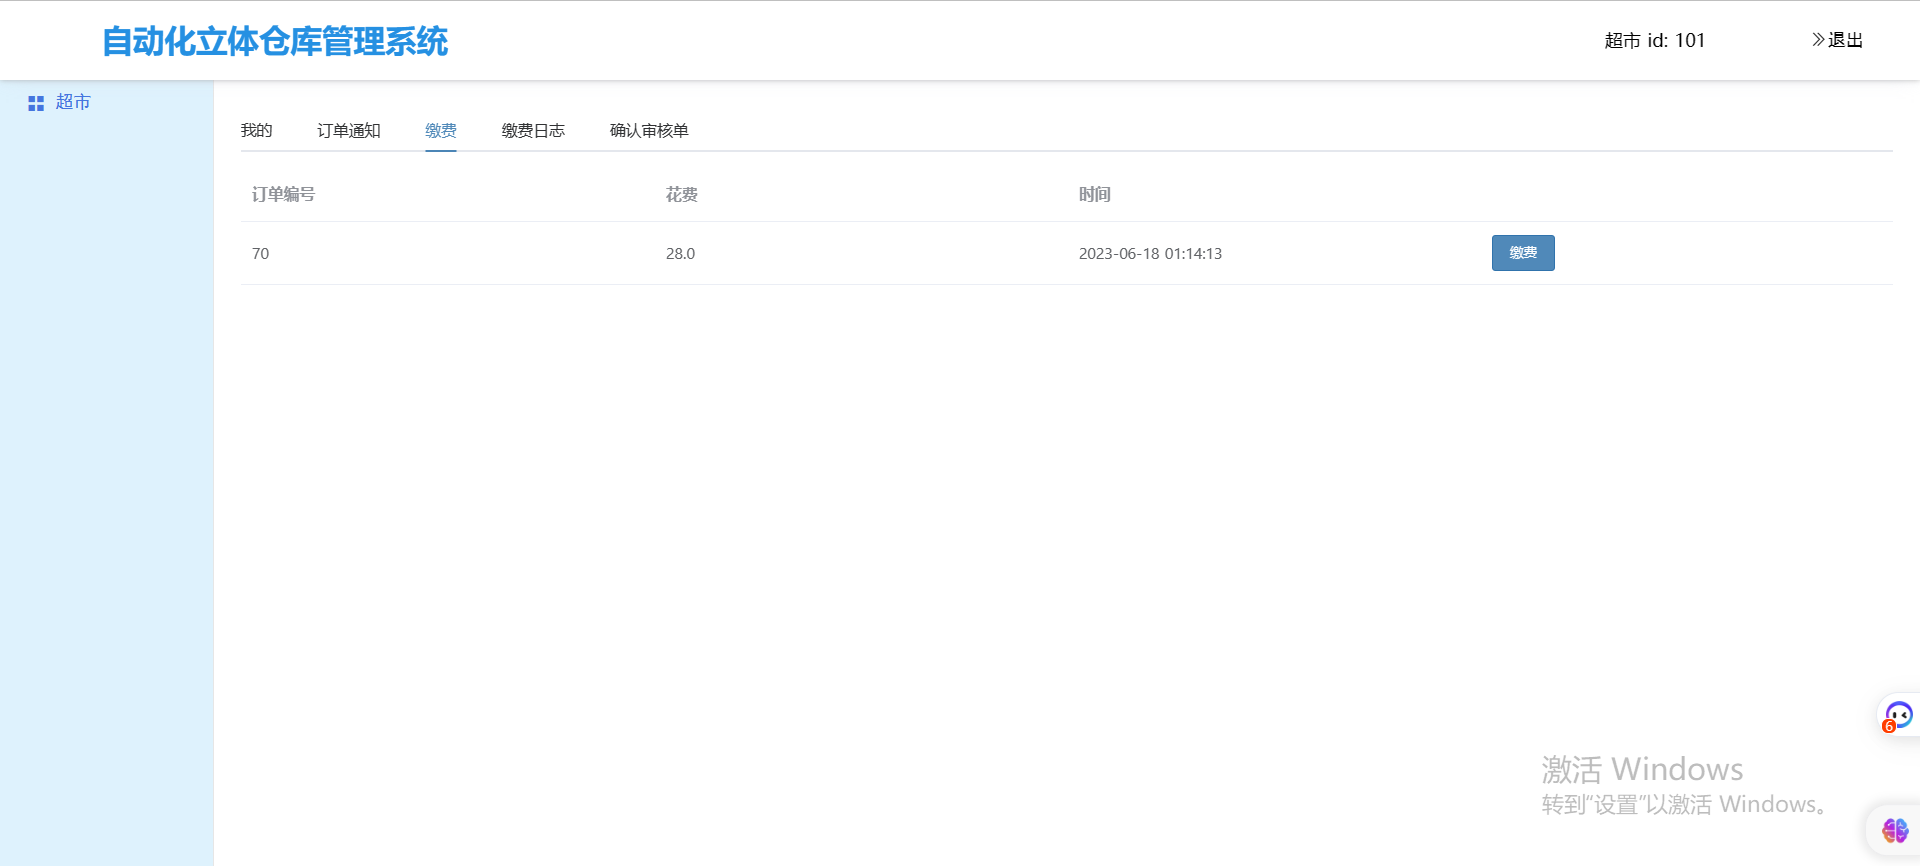 自动化立体仓库管理系统
超市 id: 101
退出
超市
我的 订单通知 缴费 缴费日志 确认审核单
订单编号 花费 时间
70 28.0 2023-06-18 01:14:13 缴费
6
激活 Windows
转到“设置”以激活 Windows。